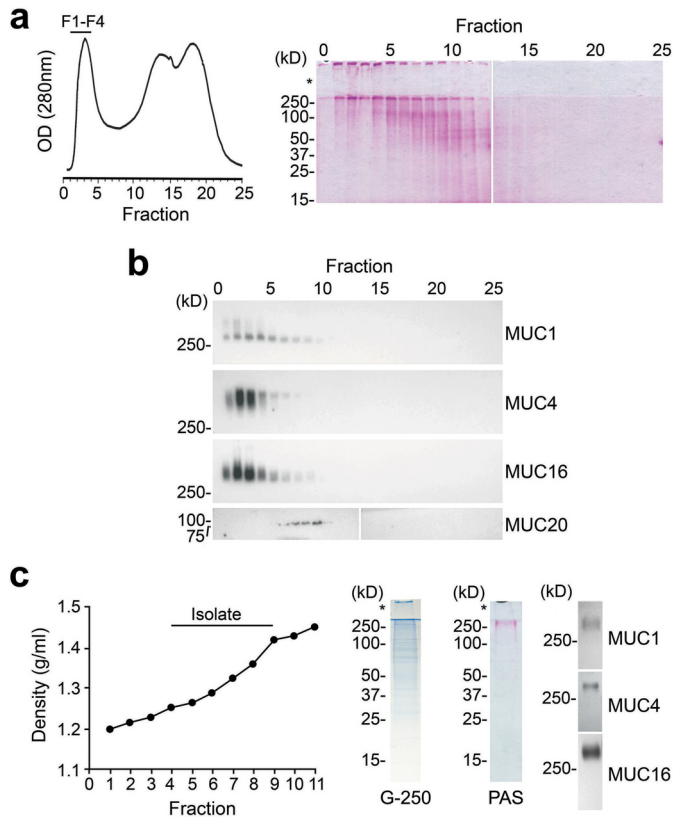 a
F1-F4
OD (280nm)
0 5 10 15 20 25
Fraction
Fraction
(kD) 0 5 10 15 20 25
*
250-
100-
50-
37-
25-
15-
b
Fraction
(kD) 0 5 10 15 20 25
250-
MUC1
250-
MUC4
250-
MUC16
100-
75
MUC20
c
Density (g/ml)
1.5
1.4
1.3
1.2
1.1
Isolate
0 1 2 3 4 5 6 7 8 9 10 11
Fraction
(kD)
*
250-
100-
50-
37-
25-
15-
G-250
(kD)
*
250-
100-
50-
37-
25-
15-
PAS
(kD)
250-
MUC1
250-
MUC4
250-
MUC16